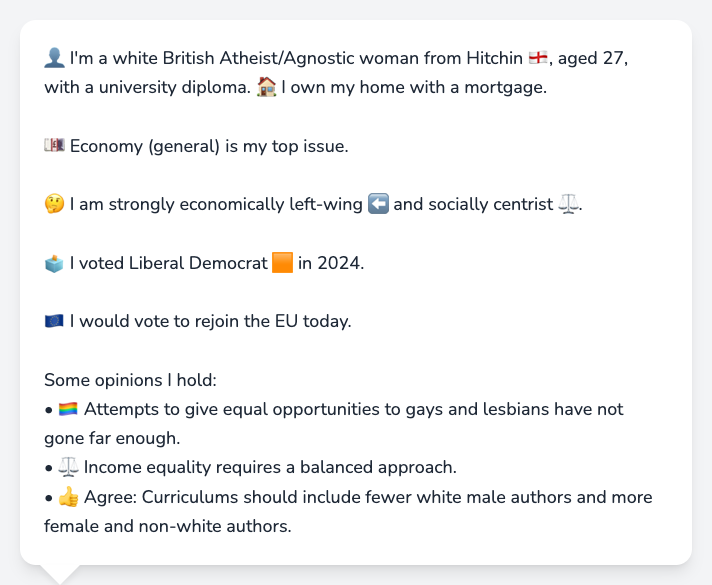 👤 I'm a white British Atheist/Agnostic woman from Hitchin 🏴󠁧󠁢󠁥󠁮󠁧󠁿, aged 27,
with a university diploma. 🏠 I own my home with a mortgage.
💷 Economy (general) is my top issue.
🤔 I am strongly economically left-wing ⬅️ and socially centrist ⚖️.
🗳️ I voted Liberal Democrat 🟧 in 2024.
🇪🇺 I would vote to rejoin the EU today.
Some opinions I hold:
• 🏳️‍🌈 Attempts to give equal opportunities to gays and lesbians have not
gone far enough.
• ⚖️ Income equality requires a balanced approach.
• 👍 Agree: Curriculums should include fewer white male authors and more
female and non-white authors.